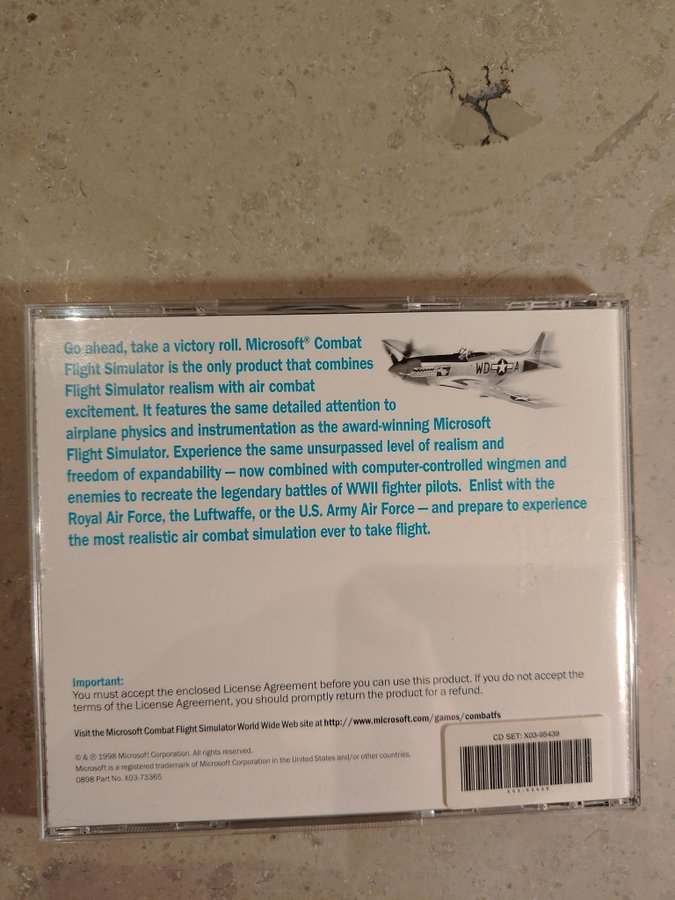 Go ahead, take a victory roll. Microsoft® Combat
Flight Simulator is the only product that combines
Flight Simulator realism with air combat
excitement. It features the same detailed attention to
airplane physics and instrumentation as the award-winning Microsoft
Flight Simulator. Experience the same unsurpassed level of realism and
freedom of expandability — now combined with computer-controlled wingmen and
enemies to recreate the legendary battles of WWII fighter pilots. Enlist with the
Royal Air Force, the Luftwaffe, or the U.S. Army Air Force — and prepare to experience
the most realistic air combat simulation ever to take flight.
WD A
Important:
You must accept the enclosed License Agreement before you can use this product. If you do not accept the
terms of the License Agreement, you should promptly return the product for a refund.
Visit the Microsoft Combat Flight Simulator World Wide Web site at http://www.microsoft.com/games/combatfs
© & ℗ 1998 Microsoft Corporation. All rights reserved.
Microsoft is a registered trademark of Microsoft Corporation in the United States and/or other countries.
0898 Part No. X03-73365
CD SET: X03-95439
X03-95439